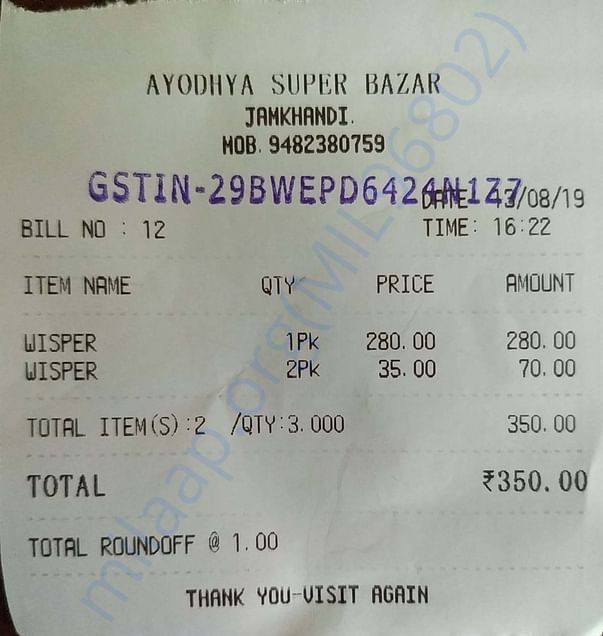 AYODHYA SUPER BAZAR
JAMKHANDI.
MOB. 9482380759
GSTIN-29BWEPD6424N1Z7
DATE 13/08/19
BILL NO : 12 TIME: 16:22
ITEM NAME QTY PRICE AMOUNT
WISPER 1Pk 280.00 280.00
WISPER 2Pk 35.00 70.00
TOTAL ITEM(S):2 /QTY:3.000 350.00
TOTAL ₹350.00
TOTAL ROUNDOFF @ 1.00
THANK YOU-VISIT AGAIN
milaap.org(MIL96802)